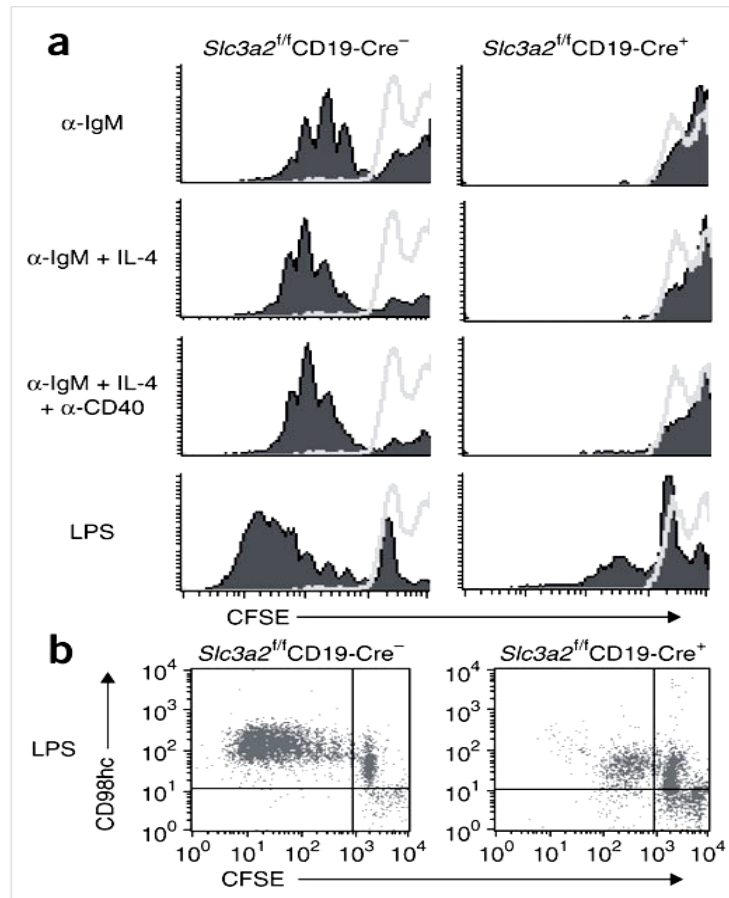 a
Slc3a2f/fCD19-Cre– Slc3a2f/fCD19-Cre+
α-IgM
α-IgM + IL-4
α-IgM + IL-4
+ α-CD40
LPS
CFSE
b
Slc3a2f/fCD19-Cre– Slc3a2f/fCD19-Cre+
LPS
CD98hc
10⁴
10³
10²
10¹
10⁰
10⁰ 10¹ 10² 10³ 10⁴
10⁴
10³
10²
10¹
10⁰
10⁰ 10¹ 10² 10³ 10⁴
CFSE